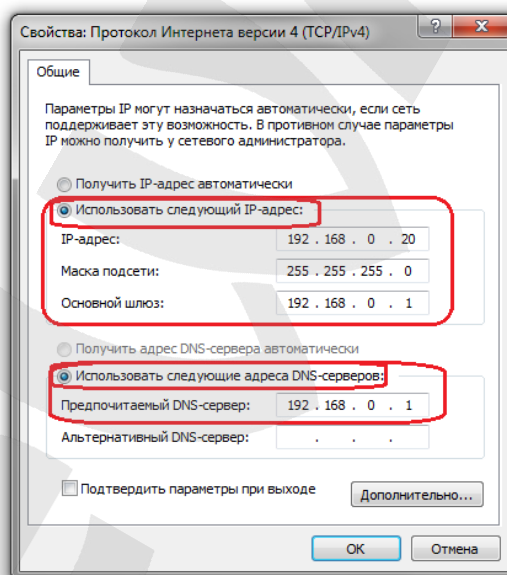 Свойства: Протокол Интернета версии 4 (TCP/IPv4)
Общие
Параметры IP могут назначаться автоматически, если сеть
поддерживает эту возможность. В противном случае параметры
IP можно получить у сетевого администратора.
Получить IP-адрес автоматически
Использовать следующий IP-адрес:
IP-адрес: 192 . 168 . 0 . 20
Маска подсети: 255 . 255 . 255 . 0
Основной шлюз: 192 . 168 . 0 . 1
Получить адрес DNS-сервера автоматически
Использовать следующие адреса DNS-серверов:
Предпочитаемый DNS-сервер: 192 . 168 . 0 . 1
Альтернативный DNS-сервер: . . .
Подтвердить параметры при выходе
Дополнительно...
ОК Отмена